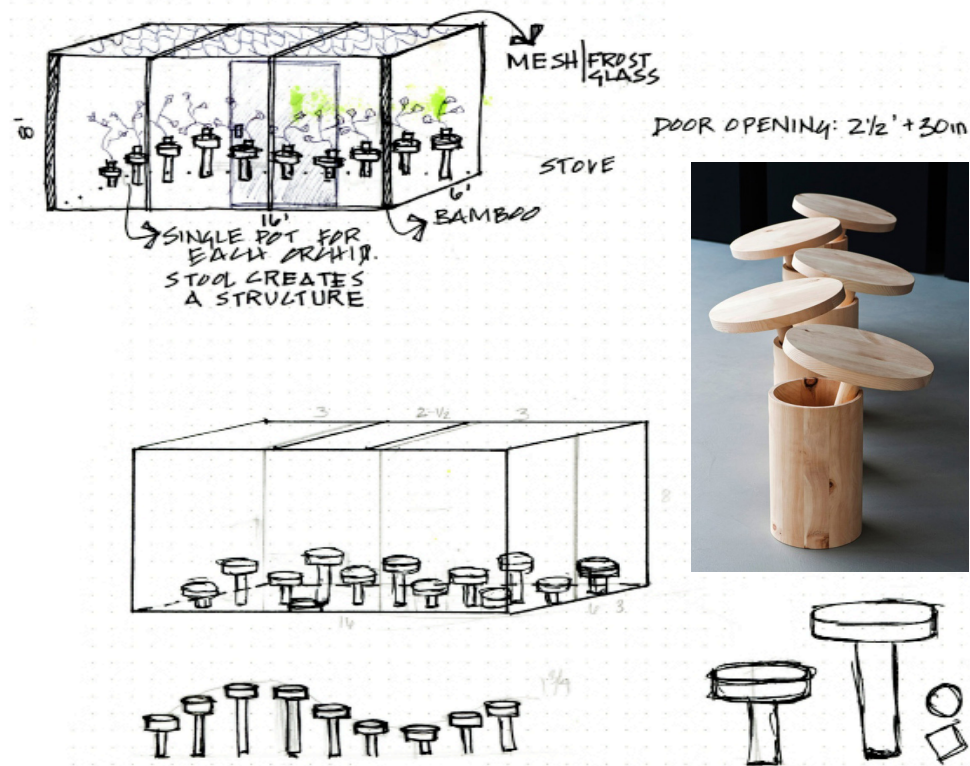 MESH|FROST
GLASS
8'
DOOR OPENING: 2½' + 30in
STOVE
6'
16'
BAMBOO
SINGLE POT FOR
EACH ORCHID.
STOOL CREATES
A STRUCTURE
3
2-½
3
8
6
3
16